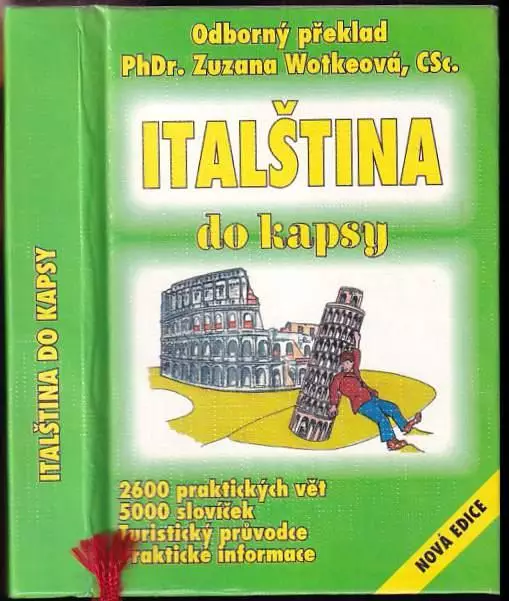 ITALŠTINA DO KAPSY
Odborný překlad
PhDr. Zuzana Wotkeová, CSc.
ITALŠTINA
do kapsy
2600 praktických vět
5000 slovíček
Turistický průvodce
Praktické informace
NOVÁ EDICE